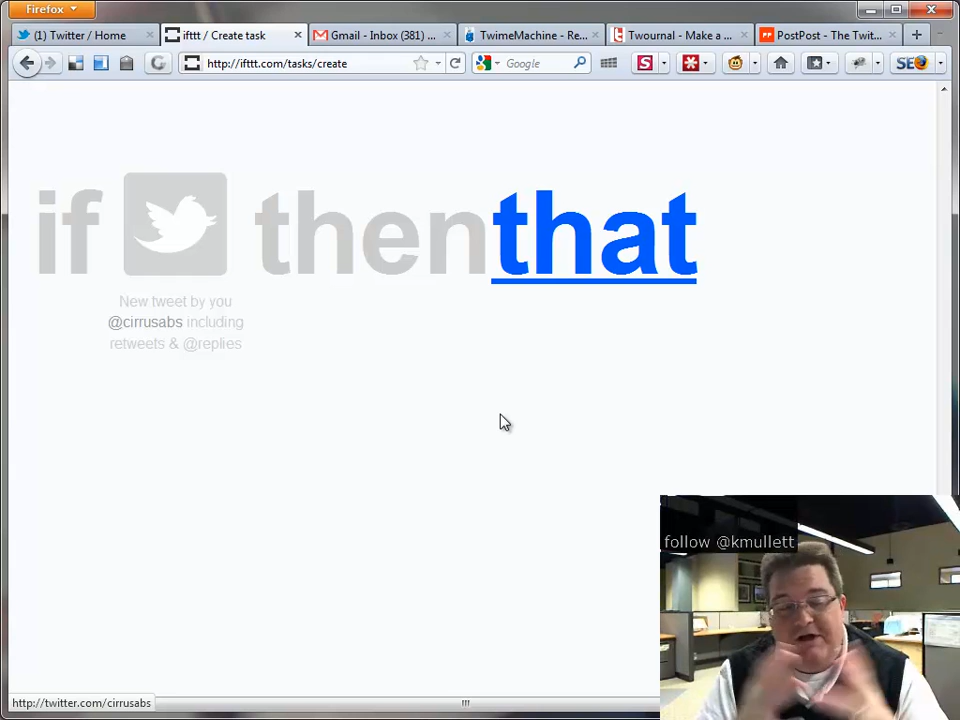 Firefox
(1) Twitter / Home
ifttt / Create task
Gmail - Inbox (381) ...
TwimeMachine - Re...
Twournal - Make a ...
PostPost - The Twit...
http://ifttt.com/tasks/create
Google
SEO
if then that
New tweet by you
@cirrusabs including
retweets & @replies
follow @kmullett
http://twitter.com/cirrusabs